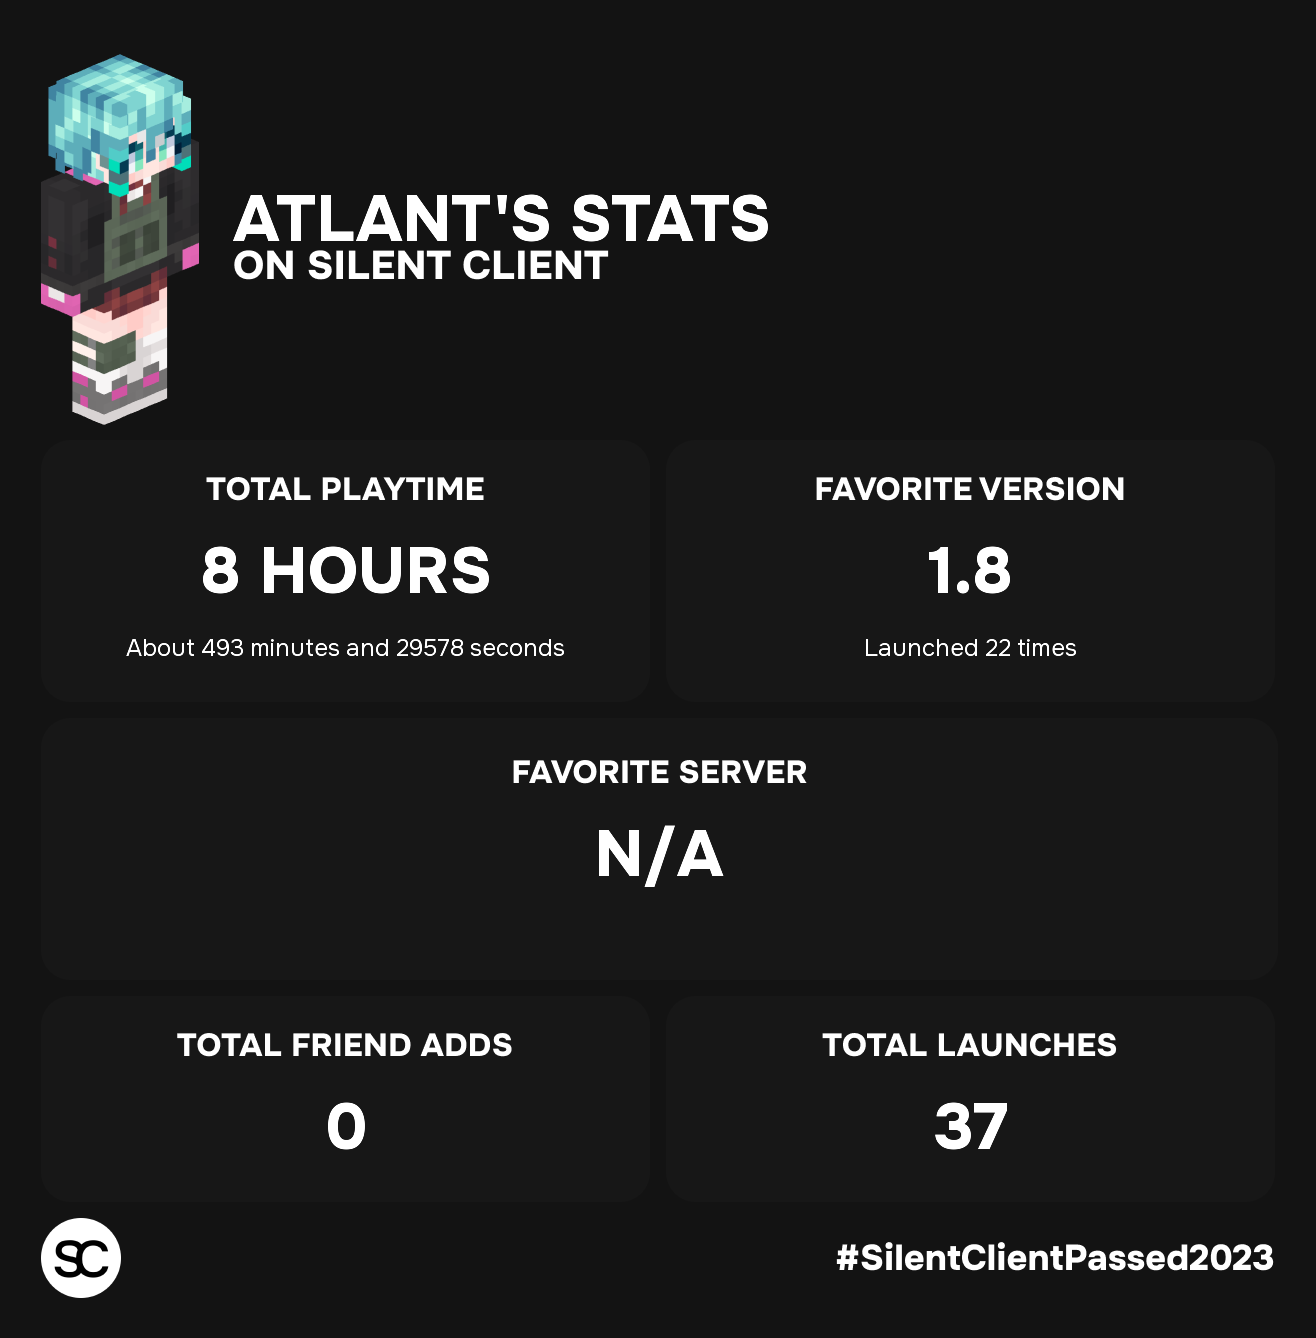 ATLANT'S STATS
ON SILENT CLIENT
TOTAL PLAYTIME
8 HOURS
About 493 minutes and 29578 seconds
FAVORITE VERSION
1.8
Launched 22 times
FAVORITE SERVER
N/A
TOTAL FRIEND ADDS
0
TOTAL LAUNCHES
37
SC
#SilentClientPassed2023